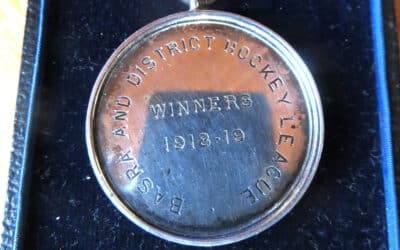 BASRA AND DISTRICT HOCKEY LEAGUE
WINNERS
1918-19